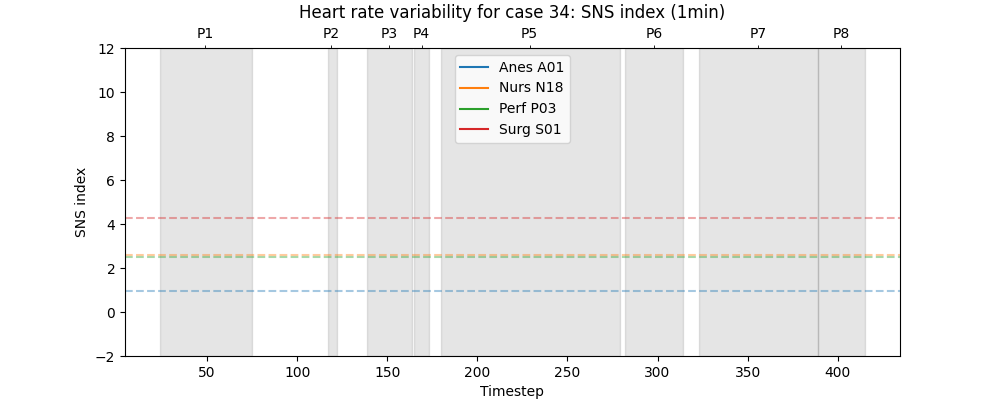 Heart rate variability for case 34: SNS index (1min)
P1 P2 P3 P4 P5 P6 P7 P8
12
10
8
6
4
2
0
−2
SNS index
Anes A01
Nurs N18
Perf P03
Surg S01
50 100 150 200 250 300 350 400
Timestep